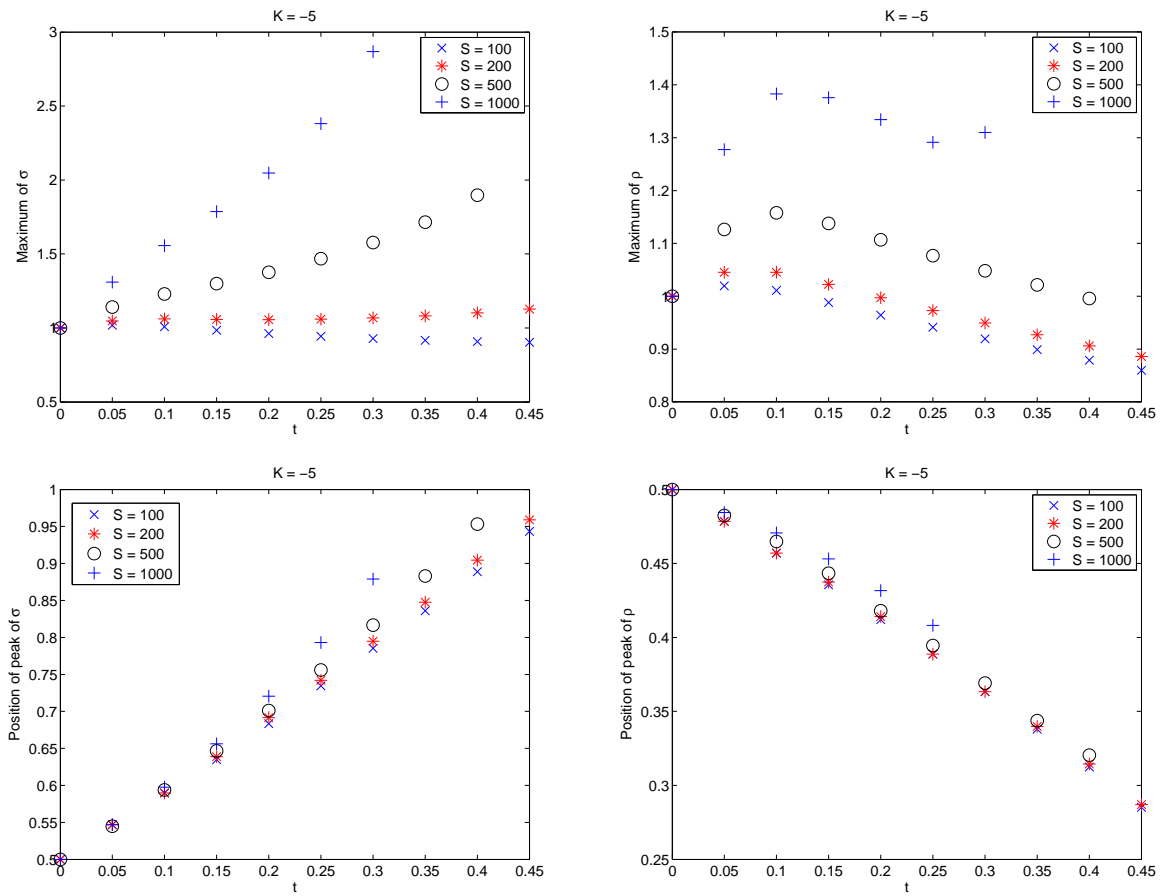 K = −5
Maximum of σ
3
2.5
2
1.5
1
0.5
0 0.05 0.1 0.15 0.2 0.25 0.3 0.35 0.4 0.45
t
S = 100
S = 200
S = 500
S = 1000
K = −5
Maximum of ρ
1.5
1.4
1.3
1.2
1.1
1
0.9
0.8
0 0.05 0.1 0.15 0.2 0.25 0.3 0.35 0.4 0.45
t
S = 100
S = 200
S = 500
S = 1000
K = −5
Position of peak of σ
1
0.95
0.9
0.85
0.8
0.75
0.7
0.65
0.6
0.55
0.5
0 0.05 0.1 0.15 0.2 0.25 0.3 0.35 0.4 0.45
t
S = 100
S = 200
S = 500
S = 1000
K = −5
Position of peak of ρ
0.5
0.45
0.4
0.35
0.3
0.25
0 0.05 0.1 0.15 0.2 0.25 0.3 0.35 0.4 0.45
t
S = 100
S = 200
S = 500
S = 1000